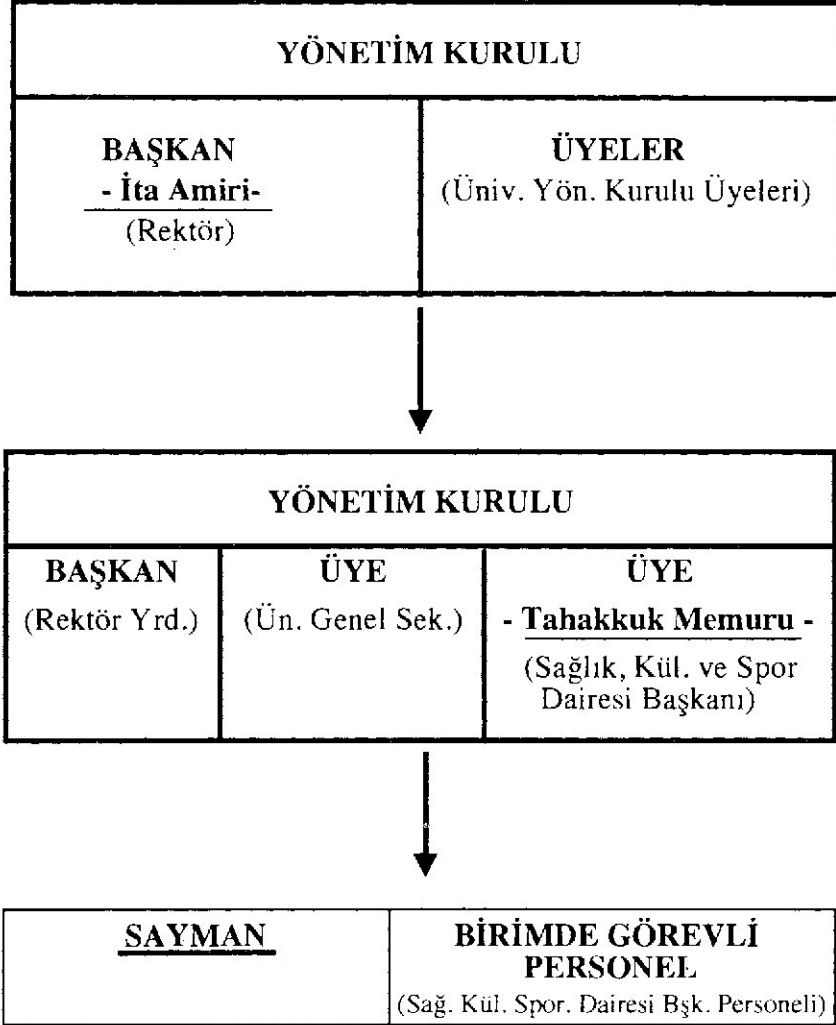 YÖNETİM KURULU
BAŞKAN
- İta Amiri-
(Rektör)
ÜYELER
(Üniv. Yön. Kurulu Üyeleri)
YÖNETİM KURULU
BAŞKAN
(Rektör Yrd.)
ÜYE
(Ün. Genel Sek.)
ÜYE
- Tahakkuk Memuru -
(Sağlık, Kül. ve Spor
Dairesi Başkanı)
SAYMAN
BİRİMDE GÖREVLİ
PERSONEL
(Sağ. Kül. Spor. Dairesi Bşk. Personeli)